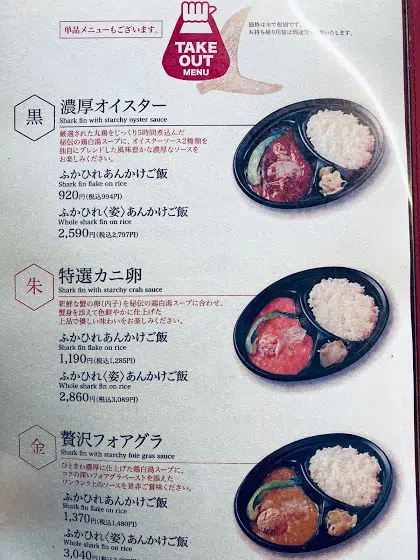 単品メニューもございます。
TAKE
OUT
MENU
価格は全て税別です。
黒
濃厚オイスター
Shark fin with starchy oyster sauce
厳選された丸鶏をじっくり5時間煮込んだ
秘伝の鶏白湯スープに、オイスターソース2種類を
独自にブレンドした風味豊かな濃厚なソースを
お楽しみください。
ふかひれあんかけご飯
Shark fin flake on rice
920円(税込994円)
ふかひれ〈姿〉あんかけご飯
Whole shark fin on rice
2,590円(税込2,797円)
朱
特選カニ卵
Shark fin with starchy crab sauce
新鮮な蟹の卵(内子)を秘伝の鶏白湯スープに合わせ、
蟹身を添えて色鮮やかに仕上げた
上品で優しい味わいをお楽しみください。
ふかひれあんかけご飯
Shark fin flake on rice
1,190円(税込1,285円)
ふかひれ〈姿〉あんかけご飯
Whole shark fin on rice
2,860円(税込3,089円)
金
贅沢フォアグラ
Shark fin with starchy foie gras sauce
ひときわ濃厚に仕上げた鶏白湯スープに、
コクの深いフォアグラペーストを添えた
ワンランク上のソースを是非ご賞味ください。
ふかひれあんかけご飯
Shark fin flake on rice
1,370円(税込1,480円)
ふかひれ〈姿〉あんかけご飯
Whole shark fin on rice
3,040円